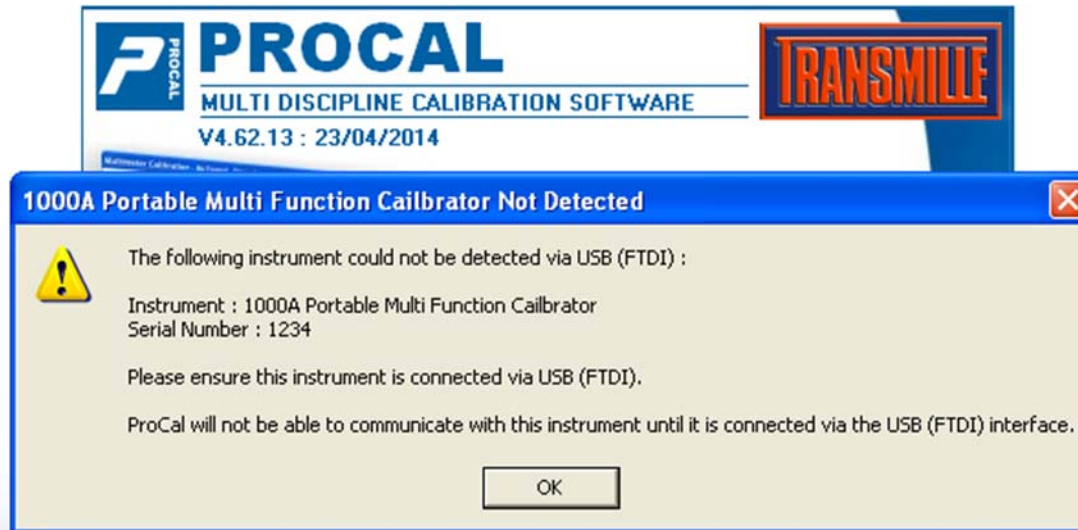 PROCAL
PROCAL
MULTI DISCIPLINE CALIBRATION SOFTWARE
V4.62.13 : 23/04/2014
TRANSMILLE
1000A Portable Multi Function Cailbrator Not Detected
The following instrument could not be detected via USB (FTDI) :
Instrument : 1000A Portable Multi Function Cailbrator
Serial Number : 1234
Please ensure this instrument is connected via USB (FTDI).
ProCal will not be able to communicate with this instrument until it is connected via the USB (FTDI) interface.
OK